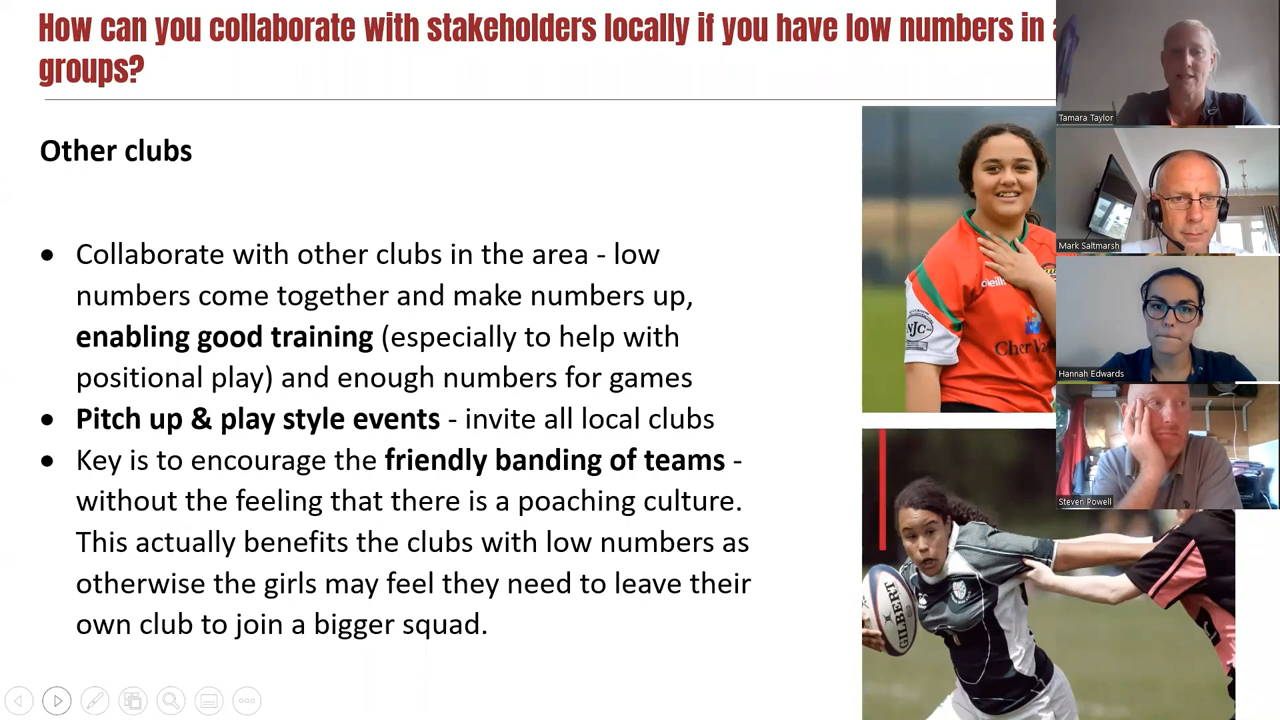 How can you collaborate with stakeholders locally if you have low numbers in
groups?
Other clubs
• Collaborate with other clubs in the area - low
numbers come together and make numbers up,
enabling good training (especially to help with
positional play) and enough numbers for games
• Pitch up & play style events - invite all local clubs
• Key is to encourage the friendly banding of teams -
without the feeling that there is a poaching culture.
This actually benefits the clubs with low numbers as
otherwise the girls may feel they need to leave their
own club to join a bigger squad.
Tamara Taylor
Mark Saltmarsh
Hannah Edwards
Steven Powell
NJC
GILBERT